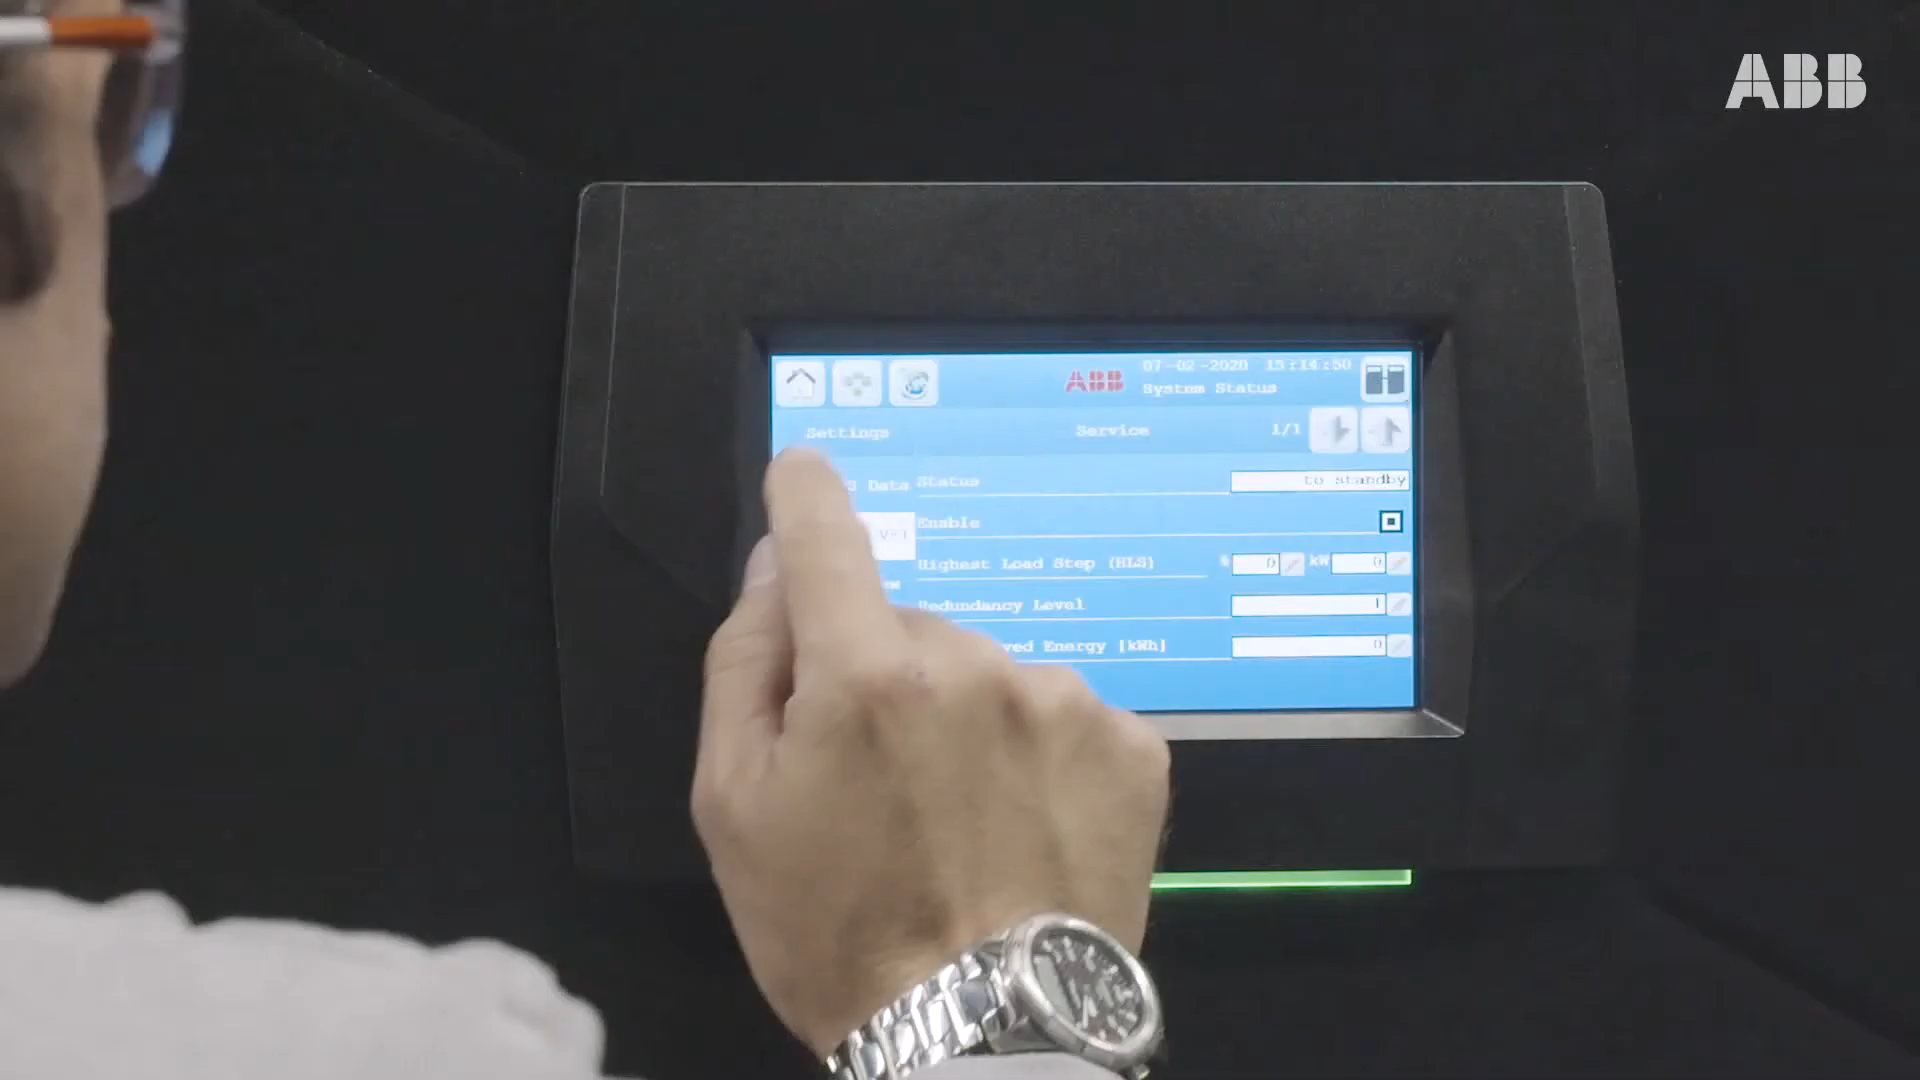 ABB
ABB
07-02-2020 15:14:50
System Status
Settings
Service
1/1
S Data
Status
to standby
Enable
Highest Load Step (HLS)
%
0
kW
0
Redundancy Level
1
ved Energy [kWh]
0